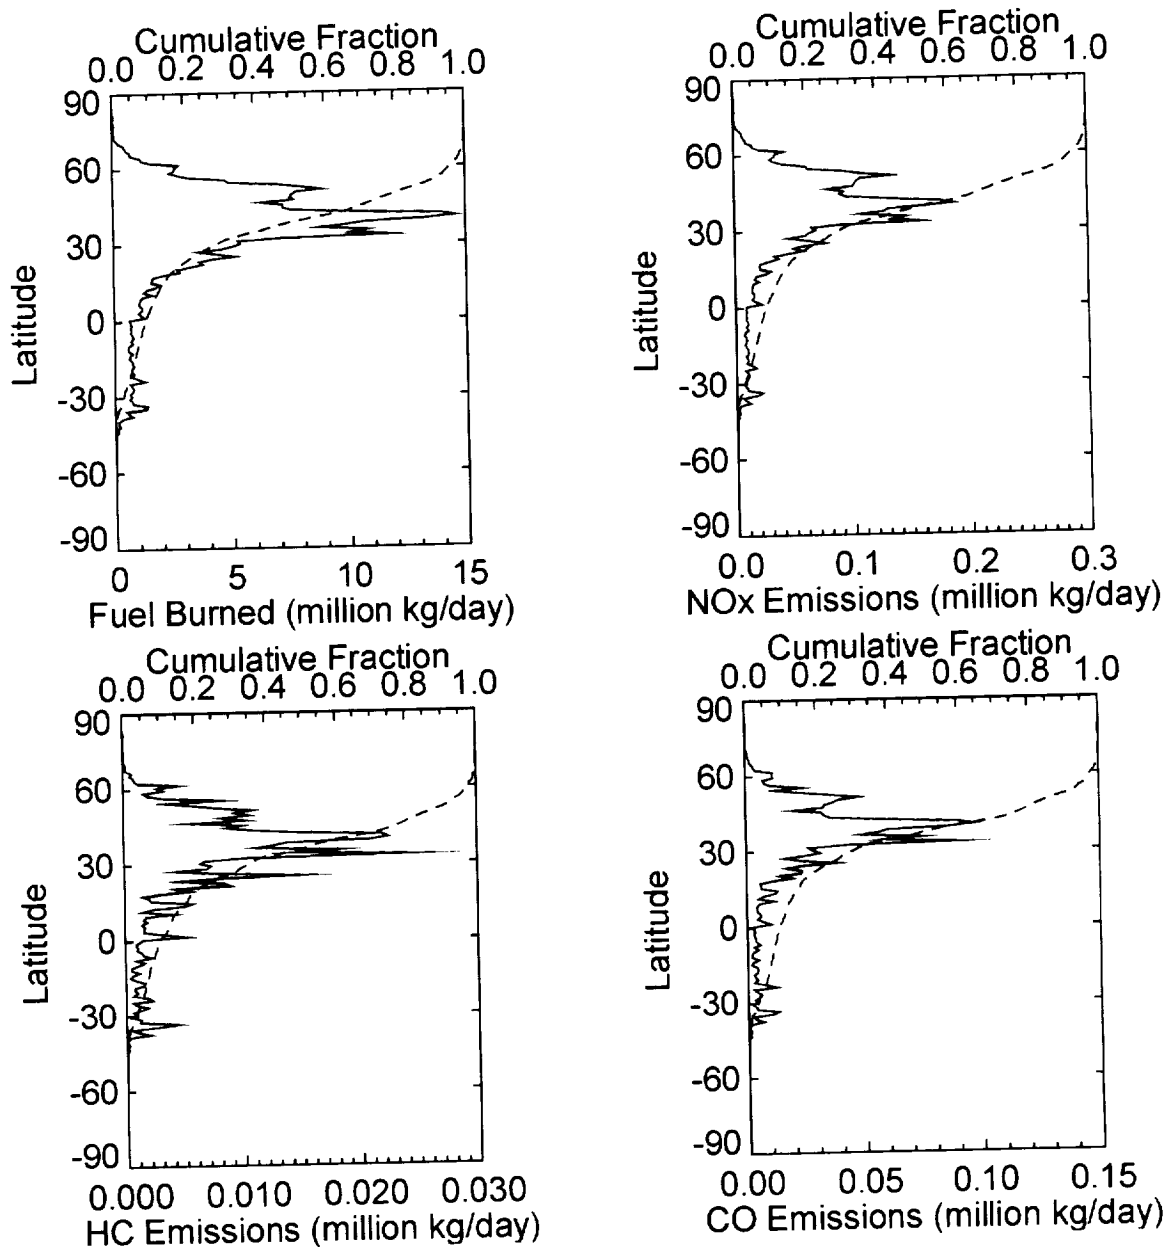 Cumulative Fraction
0.0 0.2 0.4 0.6 0.8 1.0
90
60
30
0
-30
-60
-90
Latitude
0 5 10 15
Fuel Burned (million kg/day)
Cumulative Fraction
0.0 0.2 0.4 0.6 0.8 1.0
90
60
30
0
-30
-60
-90
Latitude
0.0 0.1 0.2 0.3
NOx Emissions (million kg/day)
Cumulative Fraction
0.0 0.2 0.4 0.6 0.8 1.0
90
60
30
0
-30
-60
-90
Latitude
0.000 0.010 0.020 0.030
HC Emissions (million kg/day)
Cumulative Fraction
0.0 0.2 0.4 0.6 0.8 1.0
90
60
30
0
-30
-60
-90
Latitude
0.00 0.05 0.10 0.15
CO Emissions (million kg/day)